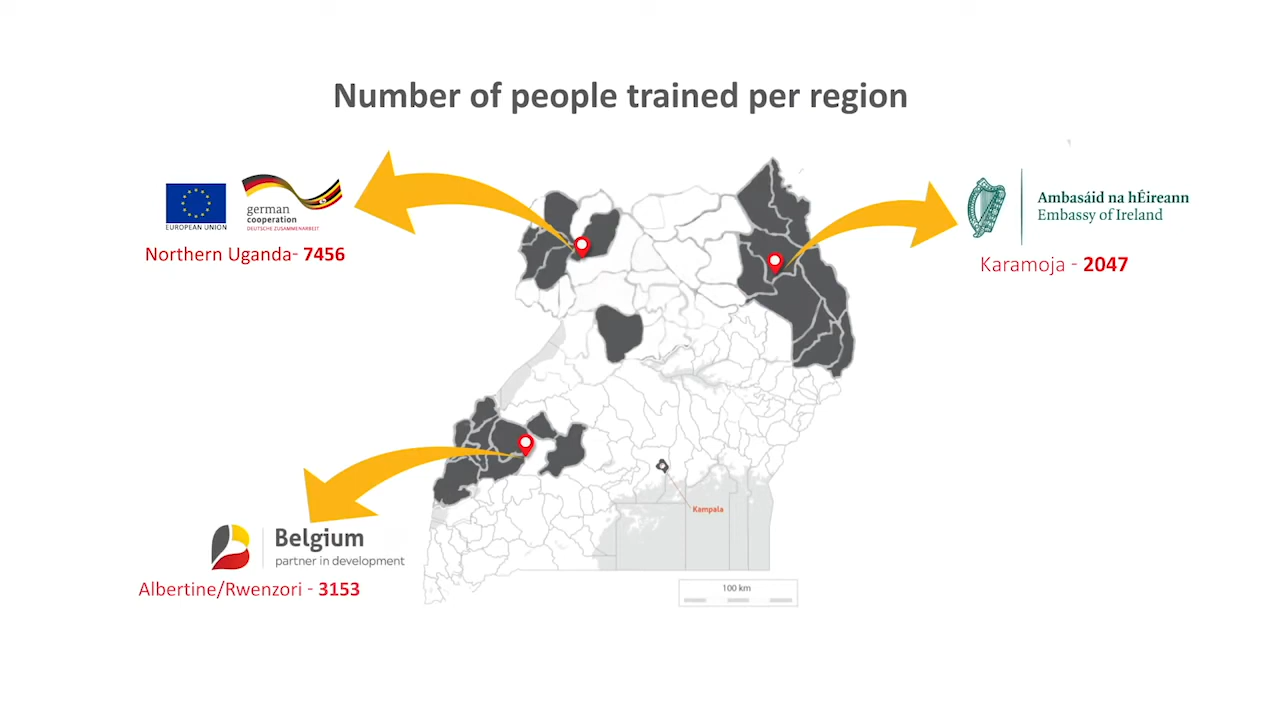 Number of people trained per region
EUROPEAN UNION
german
cooperation
DEUTSCHE ZUSAMMENARBEIT
Northern Uganda- 7456
Ambasáid na hÉireann
Embassy of Ireland
Karamoja - 2047
Kampala
Belgium
partner in development
Albertine/Rwenzori - 3153
100 km